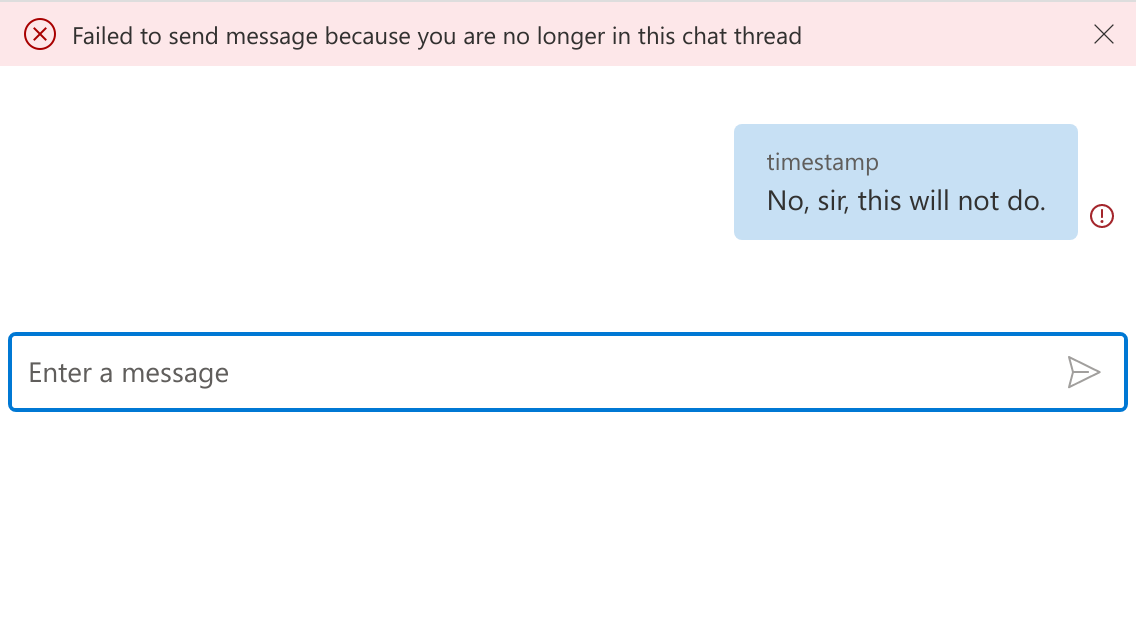 Failed to send message because you are no longer in this chat thread
timestamp
No, sir, this will not do.
Enter a message